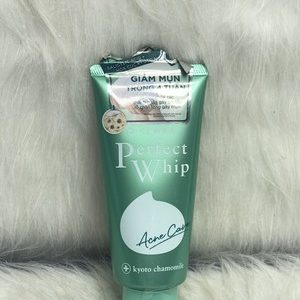 GIẢM MỤN
TRONG 4 TUẦN
Perfect
Whip
Acne Care
kyoto chamomile